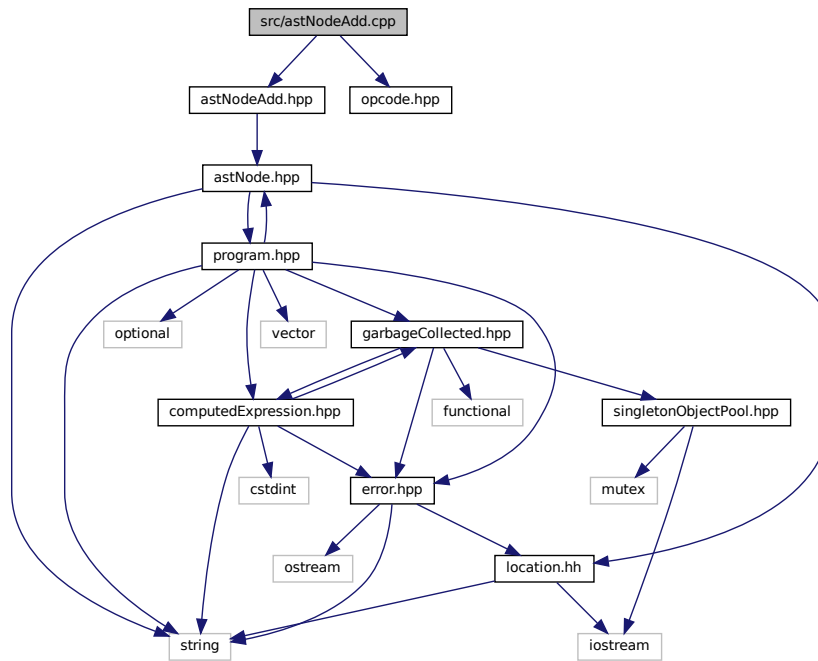 src/astNodeAdd.cpp
astNodeAdd.hpp
opcode.hpp
astNode.hpp
program.hpp
optional
vector
garbageCollected.hpp
computedExpression.hpp
functional
singletonObjectPool.hpp
cstdint
error.hpp
mutex
ostream
location.hh
string
iostream